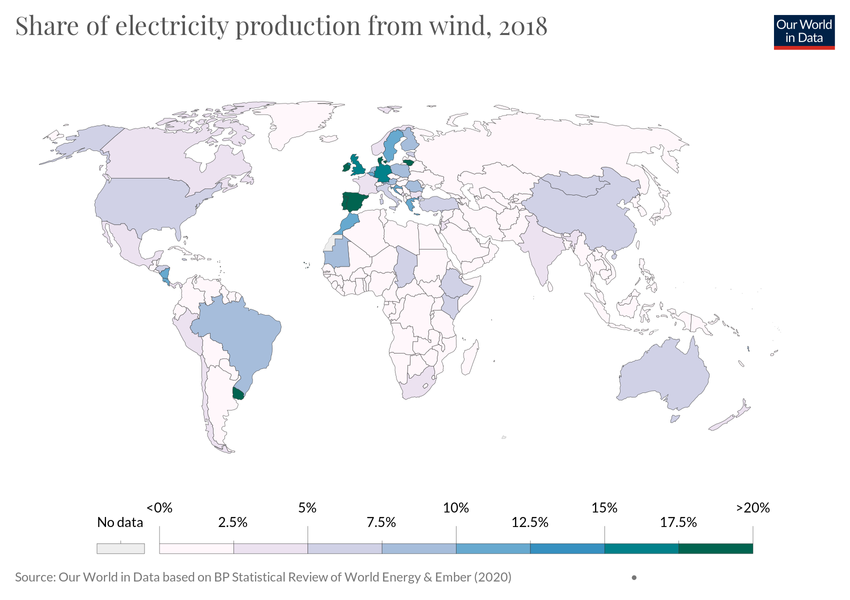 Share of electricity production from wind, 2018
Our World
in Data
No data
<0%
2.5%
5%
7.5%
10%
12.5%
15%
17.5%
>20%
Source: Our World in Data based on BP Statistical Review of World Energy & Ember (2020)